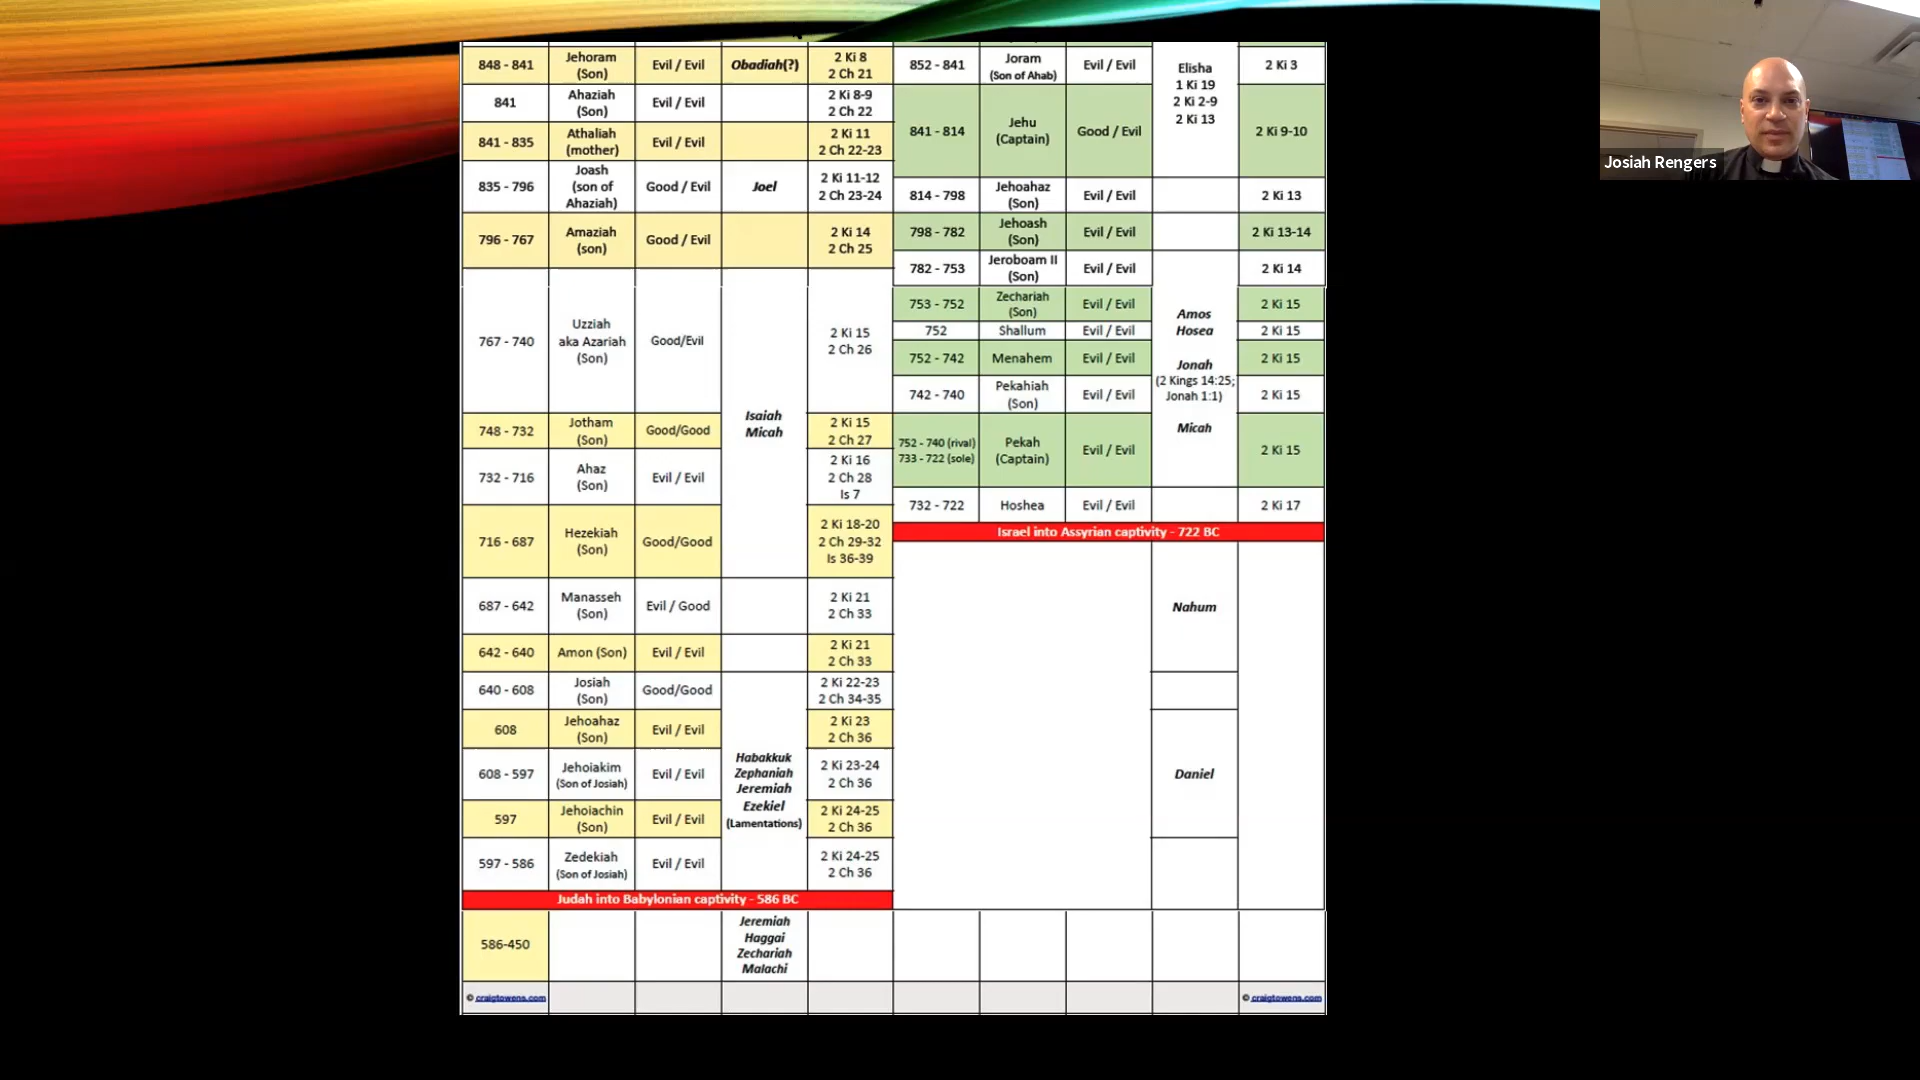 848 - 841
Jehoram
(Son)
Evil / Evil
Obadiah(?)
2 Ki 8
2 Ch 21
841
Ahaziah
(Son)
Evil / Evil
2 Ki 8-9
2 Ch 22
841 - 835
Athaliah
(mother)
Evil / Evil
2 Ki 11
2 Ch 22-23
835 - 796
Joash
(son of
Ahaziah)
Good / Evil
Joel
2 Ki 11-12
2 Ch 23-24
796 - 767
Amaziah
(son)
Good / Evil
2 Ki 14
2 Ch 25
767 - 740
Uzziah
aka Azariah
(Son)
Good/Evil
Isaiah
Micah
2 Ki 15
2 Ch 26
748 - 732
Jotham
(Son)
Good/Good
2 Ki 15
2 Ch 27
732 - 716
Ahaz
(Son)
Evil / Evil
2 Ki 16
2 Ch 28
Is 7
716 - 687
Hezekiah
(Son)
Good/Good
2 Ki 18-20
2 Ch 29-32
Is 36-39
687 - 642
Manasseh
(Son)
Evil / Good
2 Ki 21
2 Ch 33
642 - 640
Amon (Son)
Evil / Evil
2 Ki 21
2 Ch 33
640 - 608
Josiah
(Son)
Good/Good
2 Ki 22-23
2 Ch 34-35
608
Jehoahaz
(Son)
Evil / Evil
2 Ki 23
2 Ch 36
608 - 597
Jehoiakim
(Son of Josiah)
Evil / Evil
Habakkuk
Zephaniah
Jeremiah
Ezekiel
(Lamentations)
2 Ki 23-24
2 Ch 36
597
Jehoiachin
(Son)
Evil / Evil
2 Ki 24-25
2 Ch 36
597 - 586
Zedekiah
(Son of Josiah)
Evil / Evil
2 Ki 24-25
2 Ch 36
Judah into Babylonian captivity - 586 BC
586-450
Jeremiah
Haggai
Zechariah
Malachi
© craigtowens.com
852 - 841
Joram
(Son of Ahab)
Evil / Evil
Elisha
1 Ki 19
2 Ki 2-9
2 Ki 13
2 Ki 3
841 - 814
Jehu
(Captain)
Good / Evil
2 Ki 9-10
814 - 798
Jehoahaz
(Son)
Evil / Evil
2 Ki 13
798 - 782
Jehoash
(Son)
Evil / Evil
2 Ki 13-14
782 - 753
Jeroboam II
(Son)
Evil / Evil
2 Ki 14
753 - 752
Zechariah
(Son)
Evil / Evil
Amos
Hosea
Jonah
(2 Kings 14:25;
Jonah 1:1)
Micah
2 Ki 15
752
Shallum
Evil / Evil
2 Ki 15
752 - 742
Menahem
Evil / Evil
2 Ki 15
742 - 740
Pekahiah
(Son)
Evil / Evil
2 Ki 15
752 - 740 (rival)
733 - 722 (sole)
Pekah
(Captain)
Evil / Evil
2 Ki 15
732 - 722
Hoshea
Evil / Evil
2 Ki 17
Israel into Assyrian captivity - 722 BC
Nahum
Daniel
© craigtowens.com
Josiah Rengers